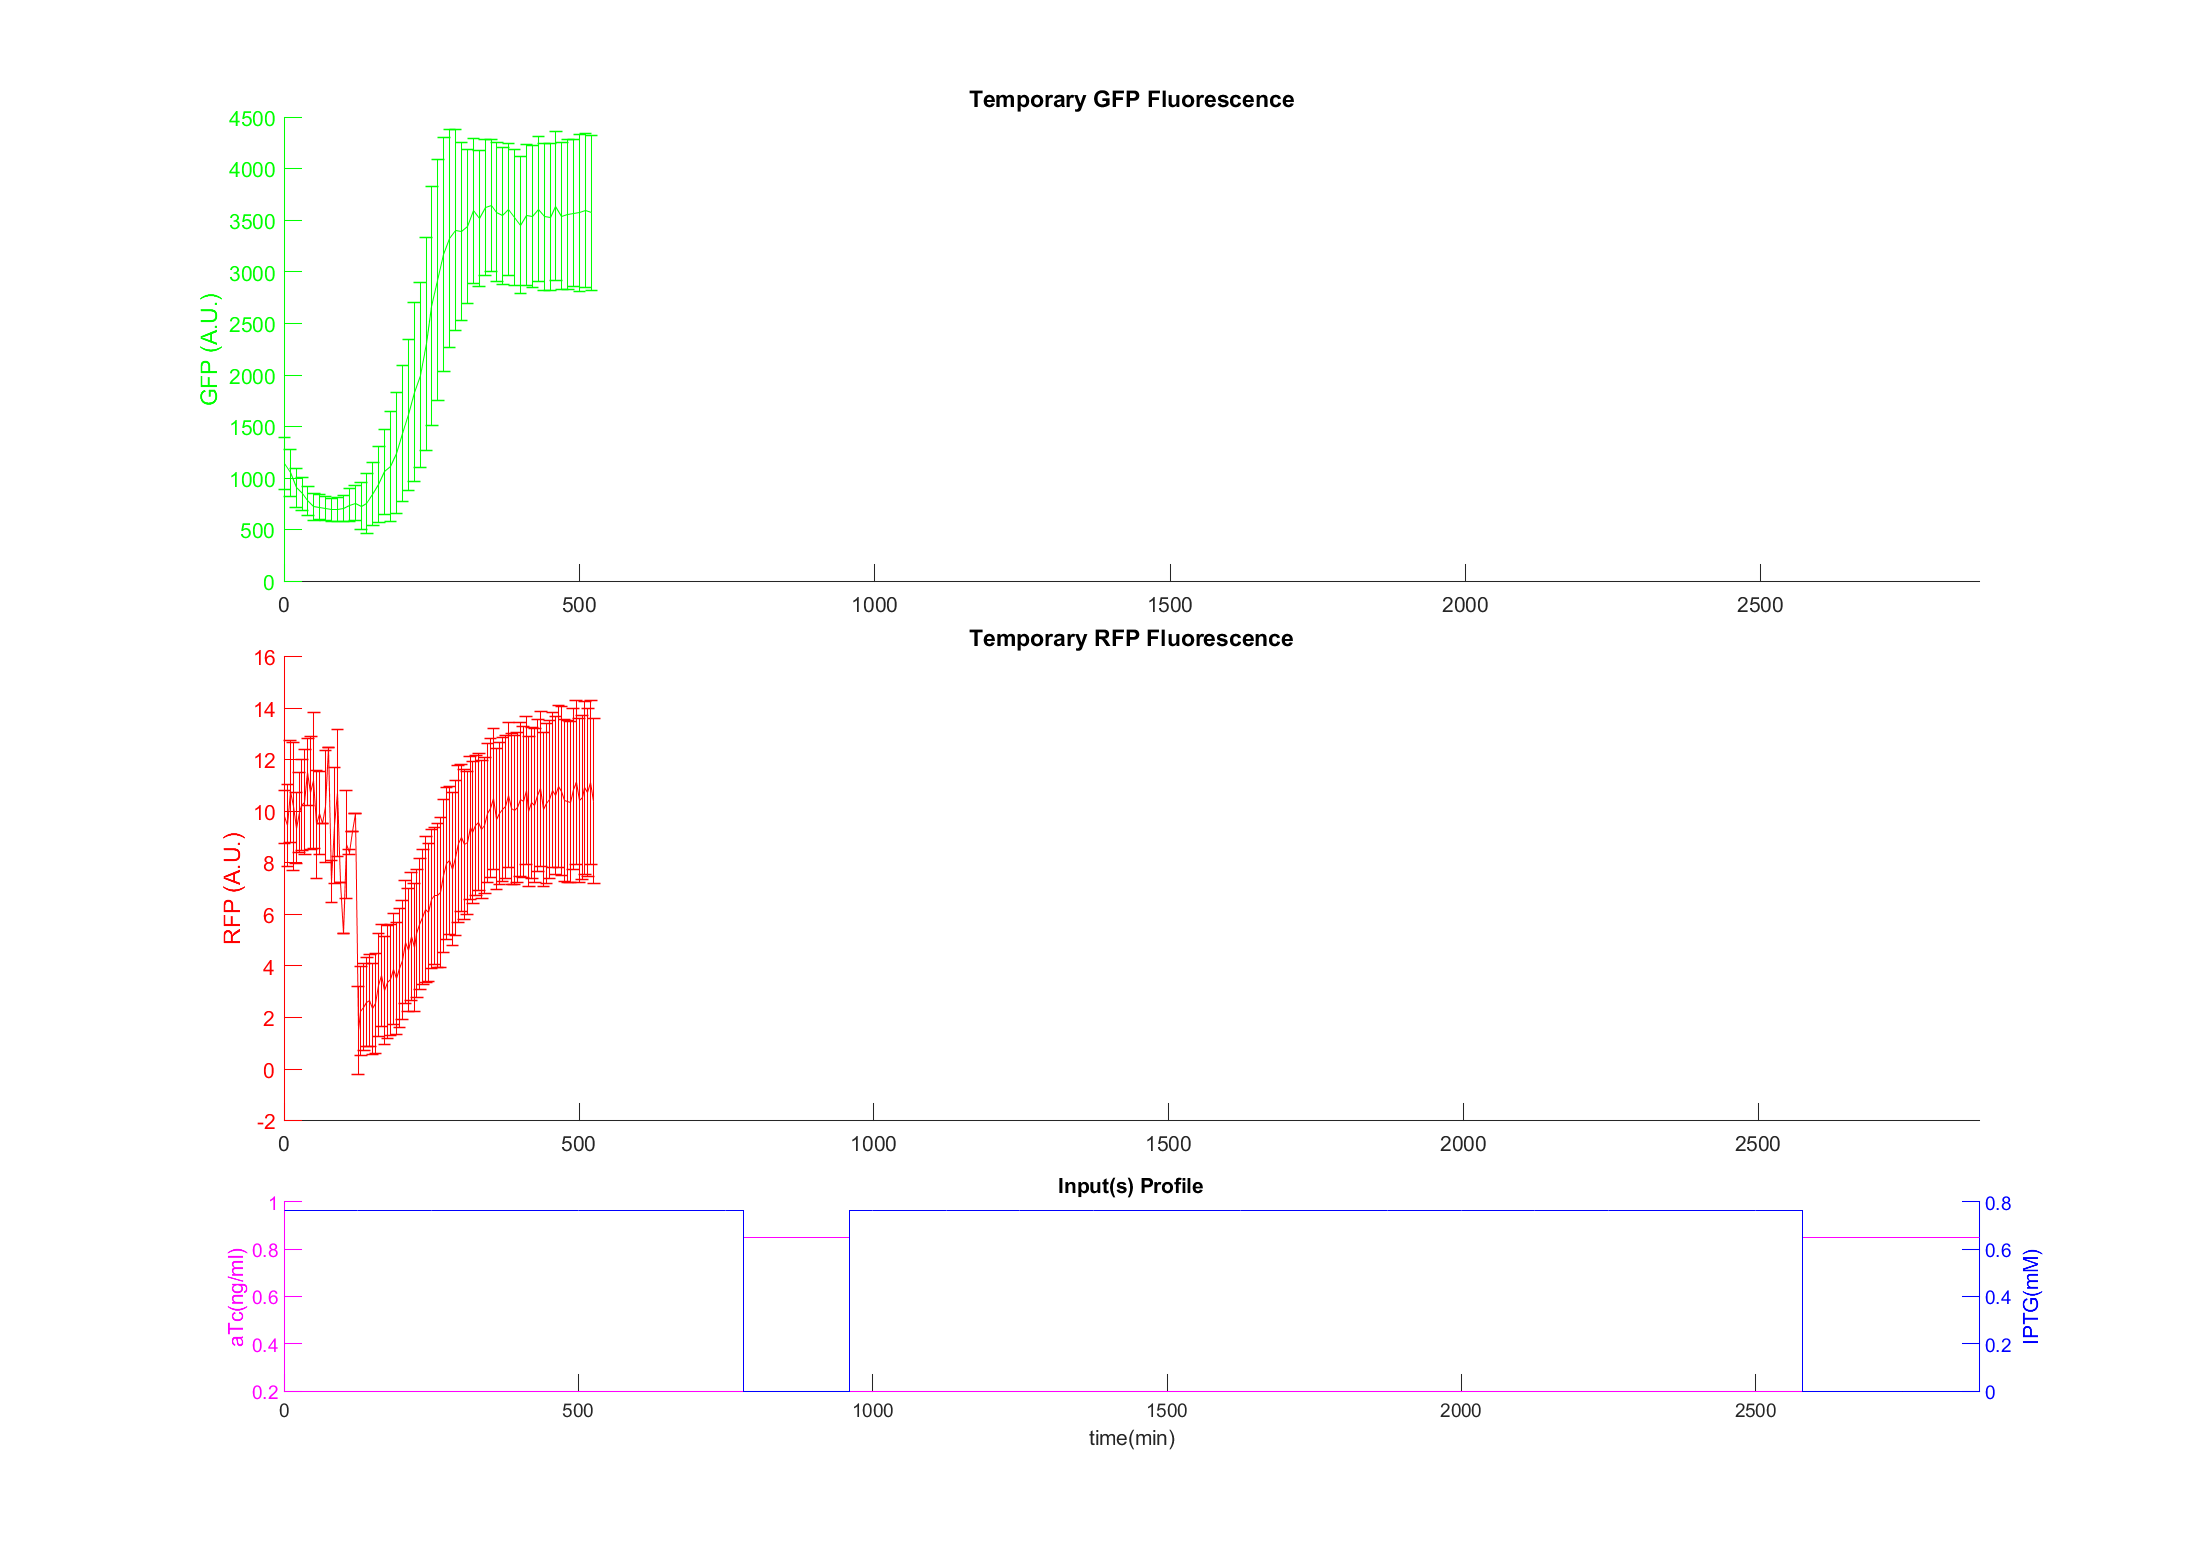 Temporary GFP Fluorescence
GFP (A.U.)
4500
4000
3500
3000
2500
2000
1500
1000
500
0
0 500 1000 1500 2000 2500
Temporary RFP Fluorescence
RFP (A.U.)
16
14
12
10
8
6
4
2
0
-2
0 500 1000 1500 2000 2500
Input(s) Profile
aTc(ng/ml)
1
0.8
0.6
0.4
0.2
0.8
0.6
0.4
0.2
0
IPTG(mM)
0 500 1000 1500 2000 2500
time(min)